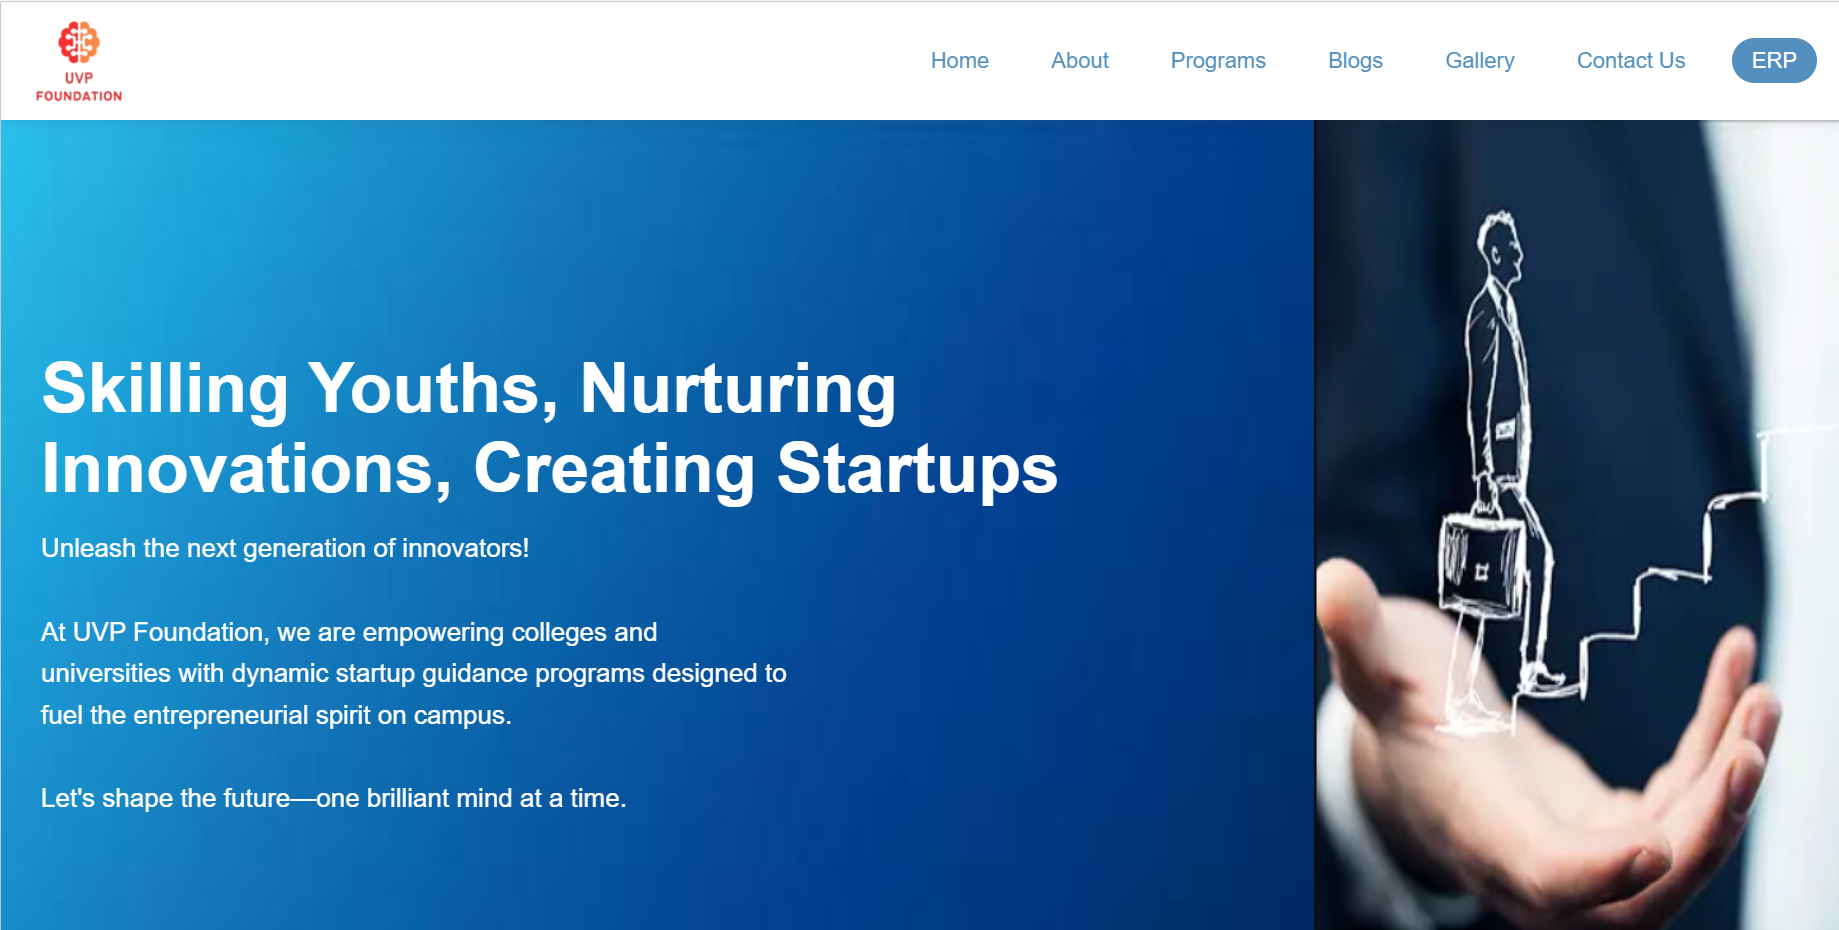 UVP
FOUNDATION
Home About Programs Blogs Gallery Contact Us ERP
Skilling Youths, Nurturing
Innovations, Creating Startups
Unleash the next generation of innovators!
At UVP Foundation, we are empowering colleges and
universities with dynamic startup guidance programs designed to
fuel the entrepreneurial spirit on campus.
Let's shape the future—one brilliant mind at a time.